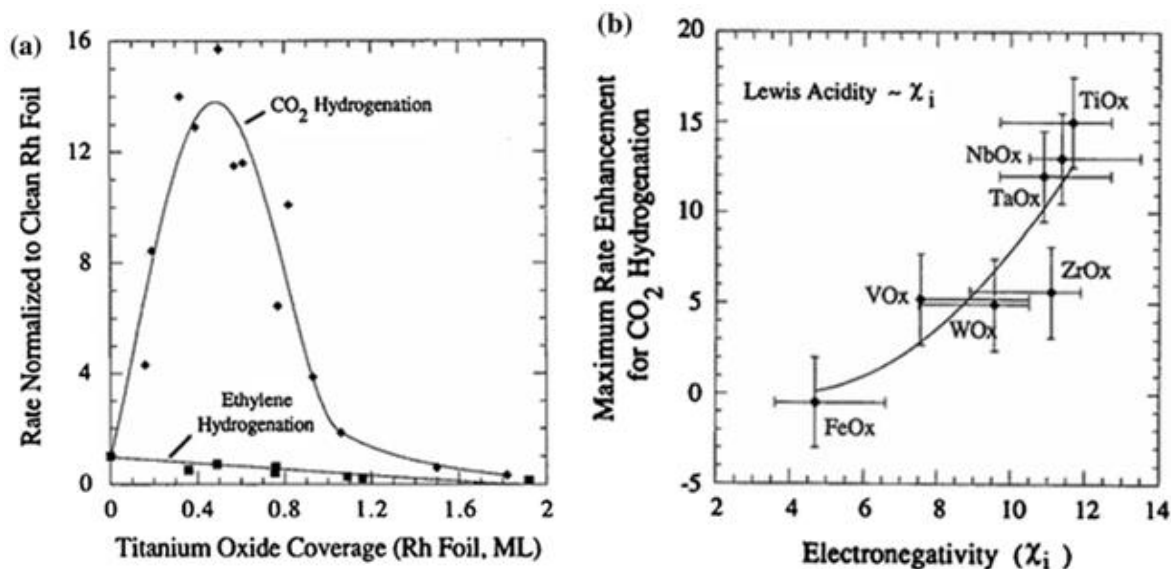 (a)
16
12
8
4
0
Rate Normalized to Clean Rh Foil
CO2 Hydrogenation
Ethylene
Hydrogenation
0 0.4 0.8 1.2 1.6 2
Titanium Oxide Coverage (Rh Foil, ML)
(b)
20
15
10
5
0
-5
Maximum Rate Enhancement
for CO2 Hydrogenation
Lewis Acidity ~ χi
TiOx
NbOx
TaOx
ZrOx
VOx
WOx
FeOx
2 4 6 8 10 12 14
Electronegativity (χi)